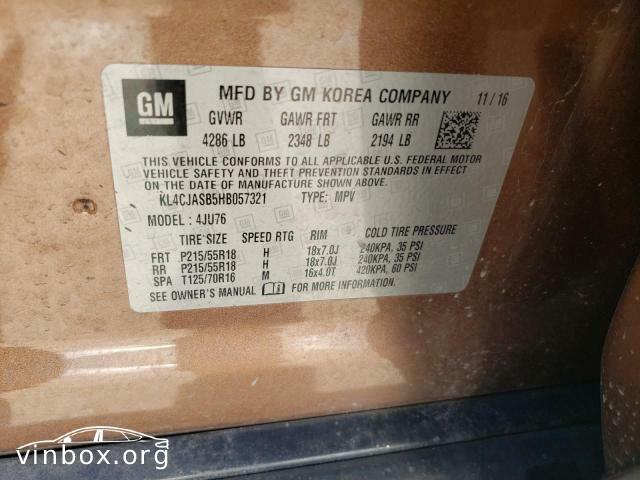 GM
MFD BY GM KOREA COMPANY 11/16
GVWR GAWR FRT GAWR RR
4286 LB 2348 LB 2194 LB
THIS VEHICLE CONFORMS TO ALL APPLICABLE U.S. FEDERAL MOTOR
VEHICLE SAFETY AND THEFT PREVENTION STANDARDS IN EFFECT
ON THE DATE OF MANUFACTURE SHOWN ABOVE.
KL4CJASB5HB057321 TYPE: MPV
MODEL: 4JU76
TIRE SIZE SPEED RTG RIM COLD TIRE PRESSURE
FRT P215/55R18 H 18x7.0J 240KPA, 35 PSI
RR P215/55R18 H 18x7.0J 240KPA, 35 PSI
SPA T125/70R16 M 16x4.0T 420KPA, 60 PSI
SEE OWNER'S MANUAL FOR MORE INFORMATION.
vinbox.org